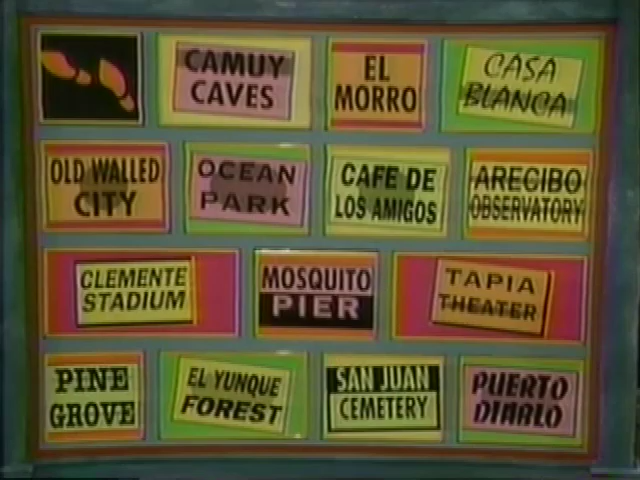 CAMUY
CAVES
EL
MORRO
CASA
BLANCA
OLD WALLED
CITY
OCEAN
PARK
CAFE DE
LOS AMIGOS
ARECIBO
OBSERVATORY
CLEMENTE
STADIUM
MOSQUITO
PIER
TAPIA
THEATER
PINE
GROVE
EL YUNQUE
FOREST
SAN JUAN
CEMETERY
PUERTO
DIABLO